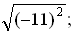 √(−11)² ;